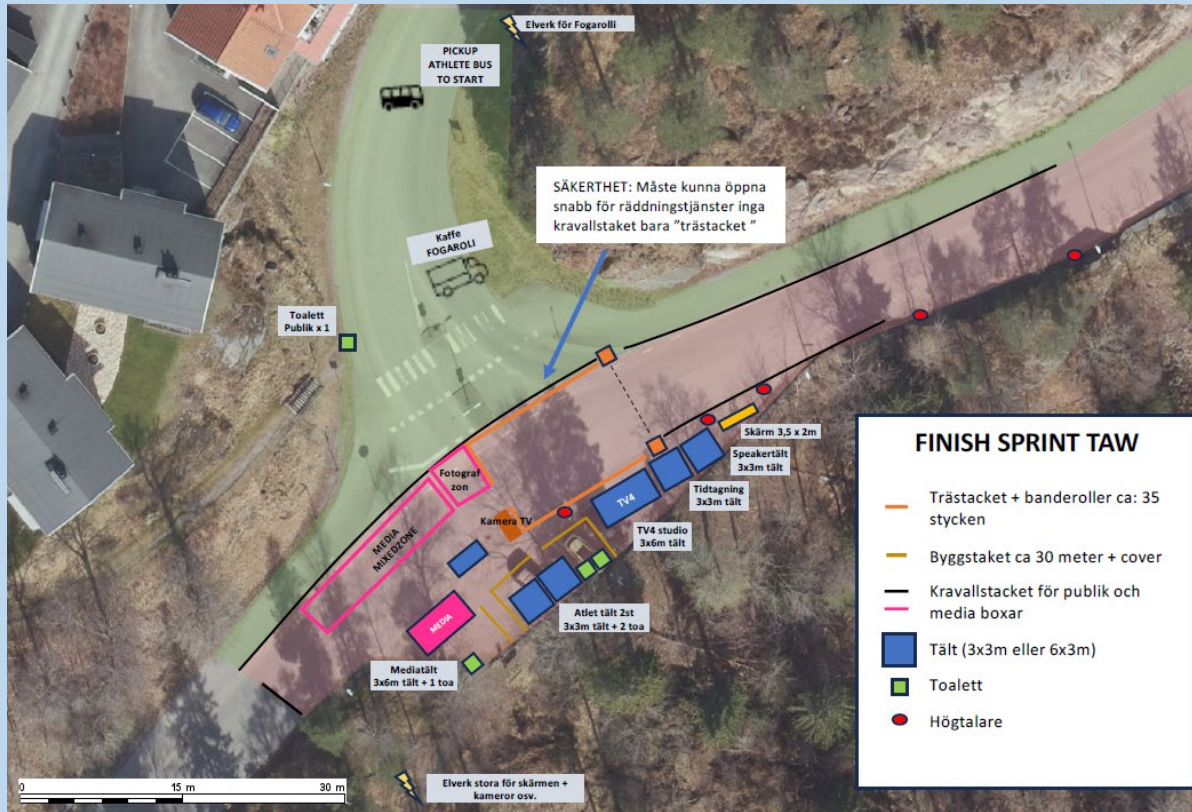 Elverk för Fogarolli
PICKUP
ATHLETE BUS
TO START
SÄKERTHET: Måste kunna öppna
snabb för räddningstjänster inga
kravallstaket bara ”trästacket ”
Kaffe
FOGAROLI
Toalett
Publik x 1
Skärm 3,5 x 2m
Speakertält
3x3m tält
Tidtagning
3x3m tält
TV4
TV4 studio
3x6m tält
Fotograf
zon
Kamera TV
MEDIA
MIXEDZONE
Atlet tält 2st
3x3m tält + 2 toa
MEDIA
Mediatält
3x6m tält + 1 toa
Elverk stora för skärmen +
kameror osv.
0 15 m 30 m
FINISH SPRINT TAW
Trästacket + banderoller ca: 35
stycken
Byggstaket ca 30 meter + cover
Kravallstacket för publik och
media boxar
Tält (3x3m eller 6x3m)
Toalett
Högtalare